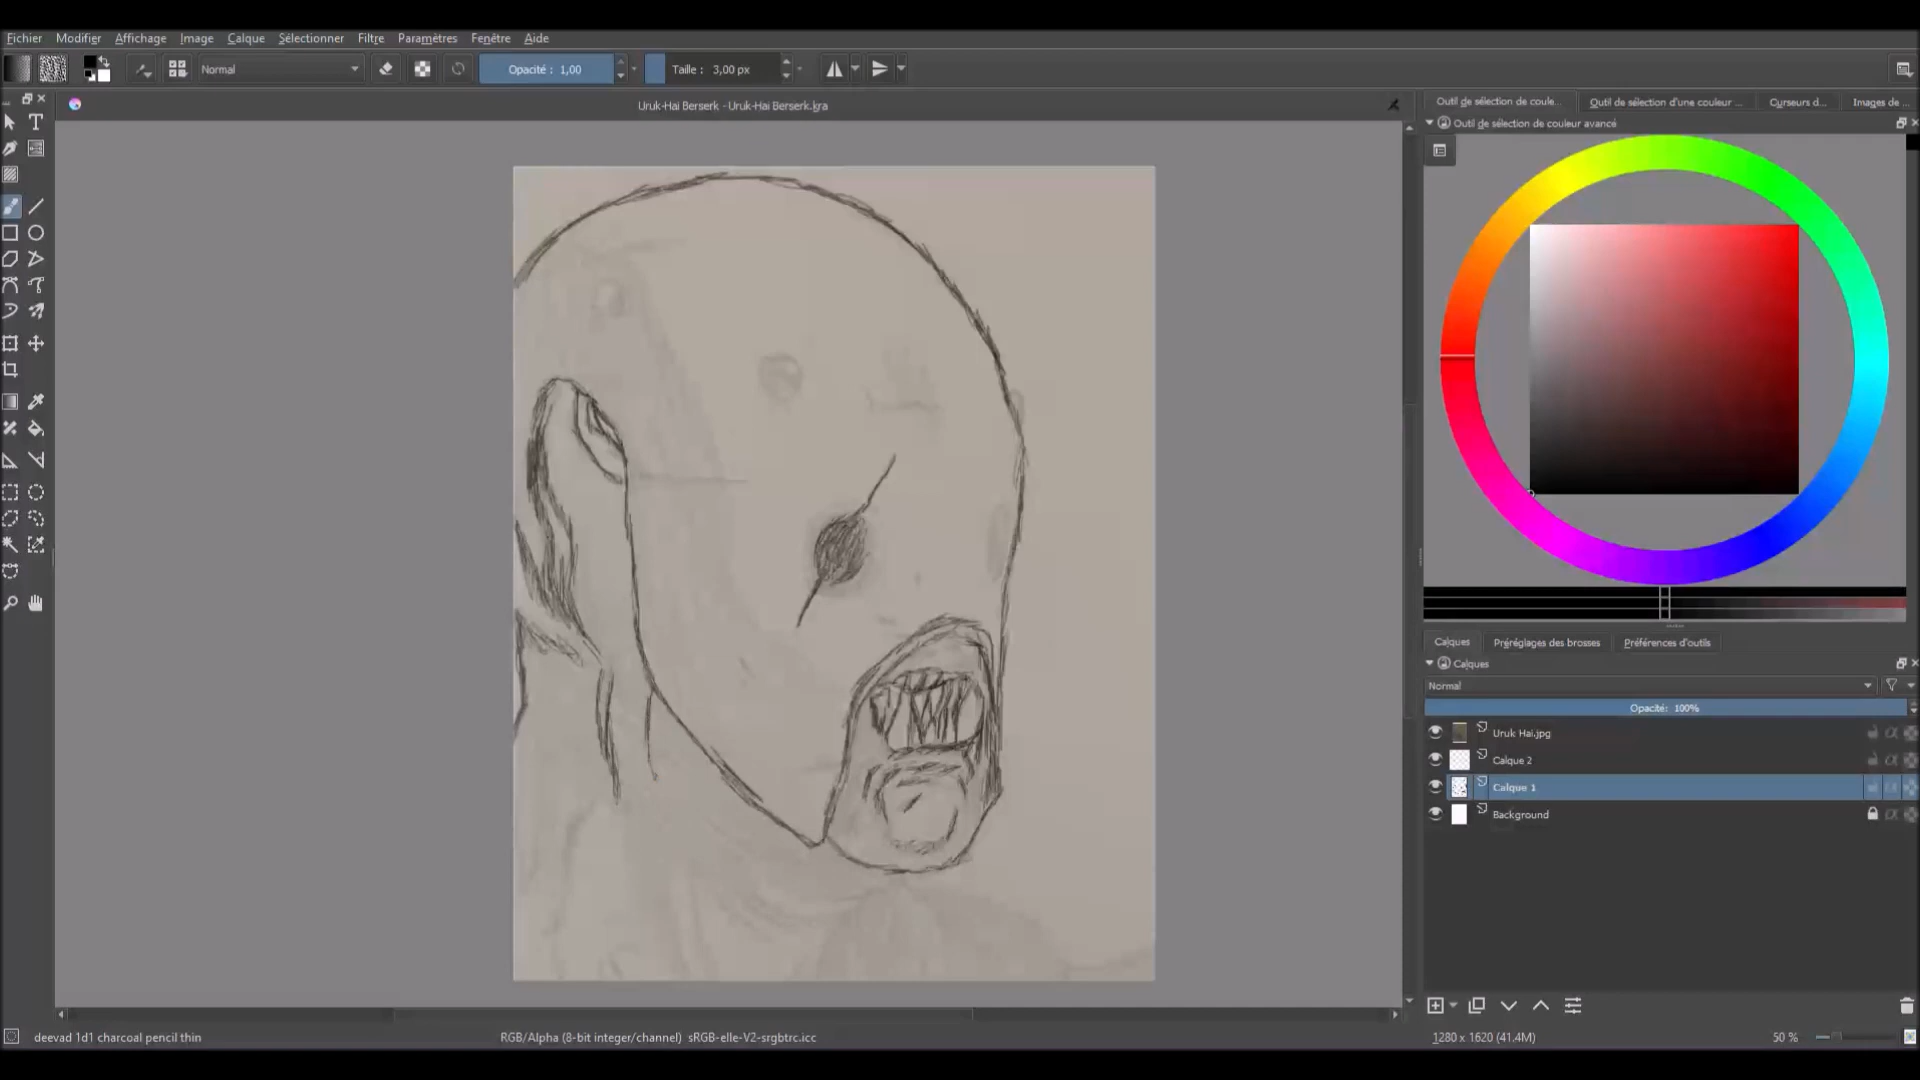 Fichier Modifier Affichage Image Calque Sélectionner Filtre Paramètres Fenêtre Aide
Normal Opacité : 1,00 Taille : 3,00 px
Uruk-Hai Berserk - Uruk-Hai Berserk.kra
Outil de sélection de coule... Outil de sélection d'une couleur ... Curseurs d... Images de ...
Outil de sélection de couleur avancé
Calques Préréglages des brosses Préférences d'outils
Calques
Normal
Opacité: 100%
Uruk Hai.jpg
Calque 2
Calque 1
Background
deevad 1d1 charcoal pencil thin RGB/Alpha (8-bit integer/channel) sRGB-elle-V2-srgbtrc.icc 1280 x 1620 (41.4M) 50 %